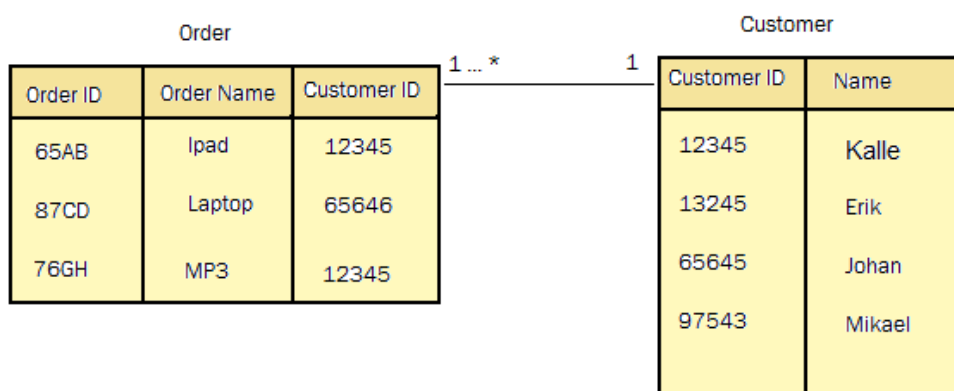 Order
Customer
1 ... * 1
Order ID Order Name Customer ID
65AB Ipad 12345
87CD Laptop 65646
76GH MP3 12345
Customer ID Name
12345 Kalle
13245 Erik
65645 Johan
97543 Mikael